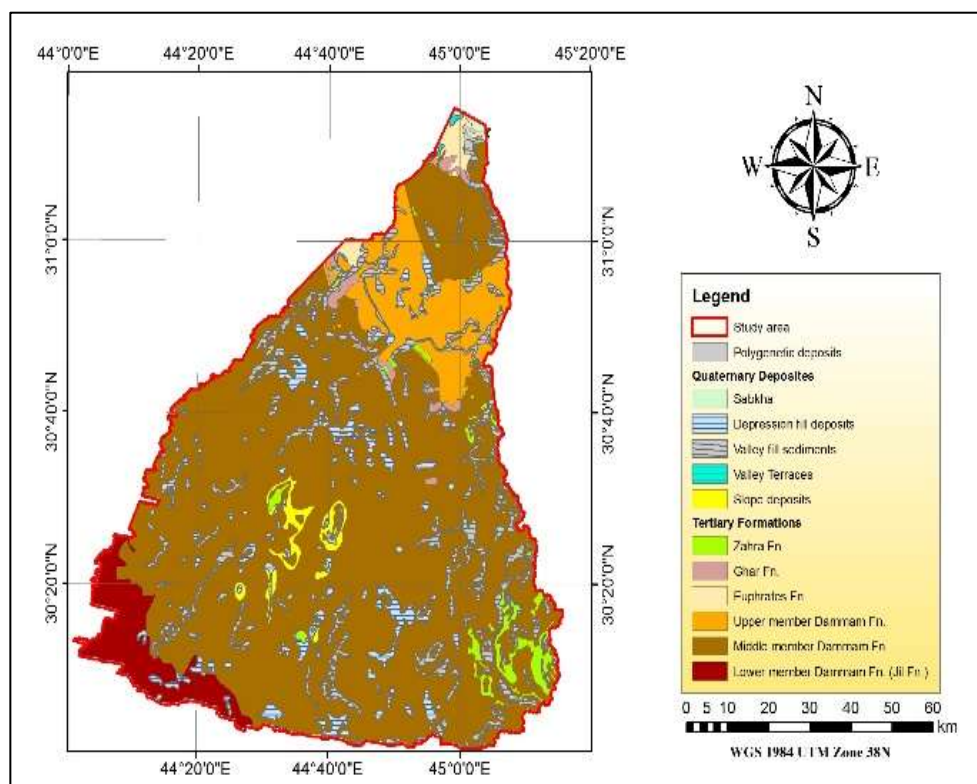 44°0'0"E 44°20'0"E 44°40'0"E 45°0'0"E 45°20'0"E
N
W E
S
31°0'0"N 31°0'0"N
30°40'0"N 30°40'0"N
30°20'0"N 30°20'0"N
44°20'0"E 44°40'0"E 45°0'0"E
Legend
Study area
Polygenetic deposits
Quaternary Deposites
Sabkha
Depression fill deposits
Valley fill sediments
Valley Terraces
Slope deposits
Tertiary Formations
Zahra Fn
Ghar Fn.
Euphrates Fn
Upper member Dammam Fn.
Middle member Dammam Fn
Lower member Dammam Fn. (Jil Fn.)
0 5 10 20 30 40 50 60
km
WGS 1984 UTM Zone 38N